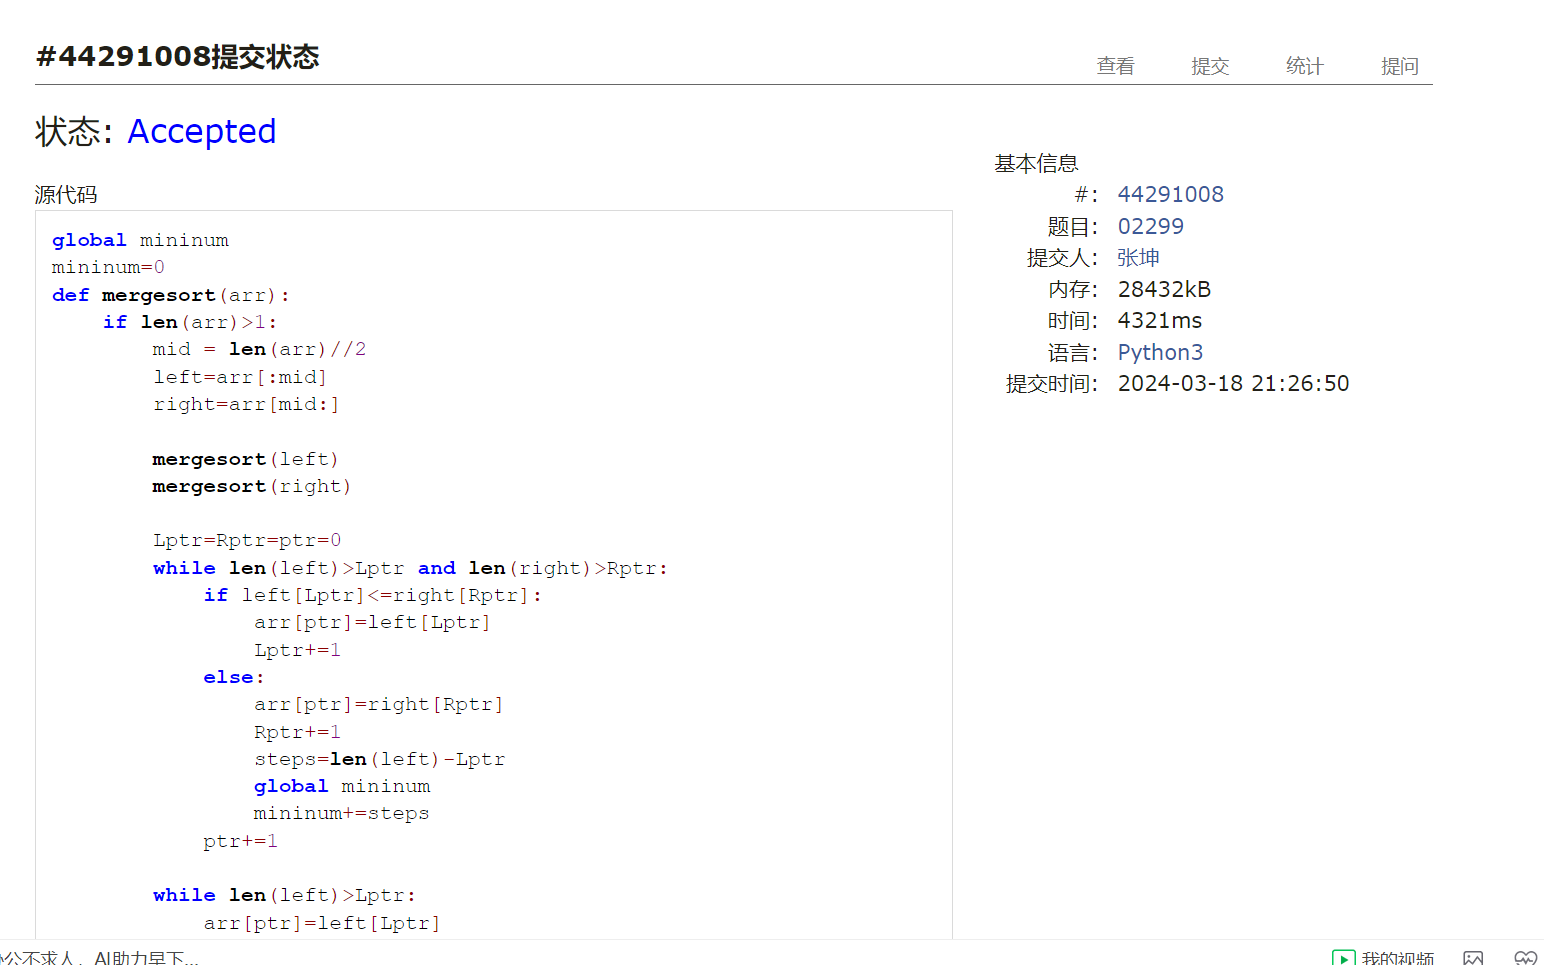 #44291008提交状态
查看 提交 统计 提问
状态: Accepted
源代码
global mininum
mininum=0
def mergesort(arr):
    if len(arr)>1:
        mid = len(arr)//2
        left=arr[:mid]
        right=arr[mid:]
        mergesort(left)
        mergesort(right)
        Lptr=Rptr=ptr=0
        while len(left)>Lptr and len(right)>Rptr:
            if left[Lptr]<=right[Rptr]:
                arr[ptr]=left[Lptr]
                Lptr+=1
            else:
                arr[ptr]=right[Rptr]
                Rptr+=1
                steps=len(left)-Lptr
                global mininum
                mininum+=steps
            ptr+=1
        while len(left)>Lptr:
            arr[ptr]=left[Lptr]
基本信息
#: 44291008
题目: 02299
提交人: 张坤
内存: 28432kB
时间: 4321ms
语言: Python3
提交时间: 2024-03-18 21:26:50
公不求人，AI助力早下...
我的视频